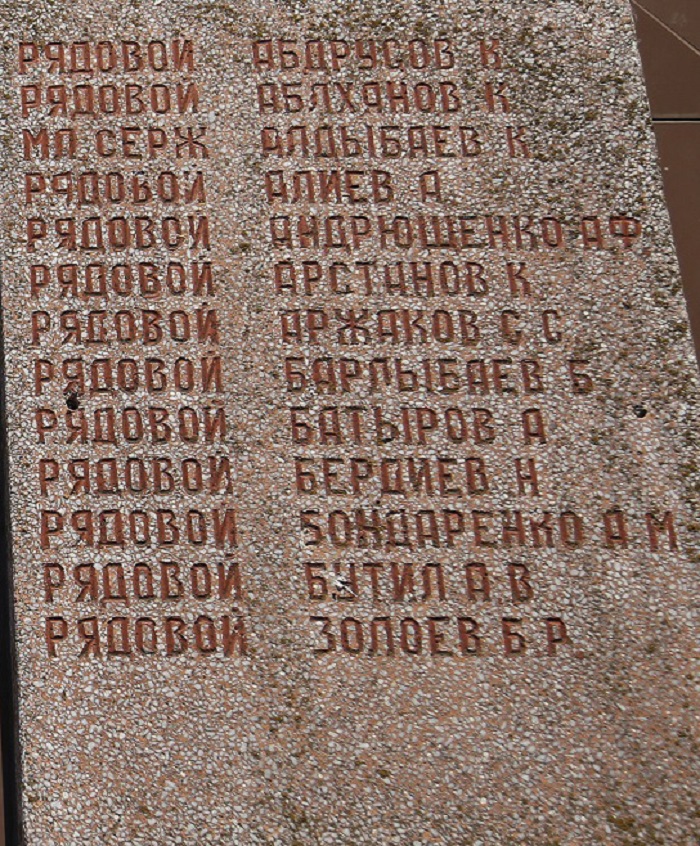 РЯДОВОЙ АБДРУСОВ К
РЯДОВОЙ АБЛХАНОВ К
МЛ СЕРЖ АЛДЫБАЕВ К
РЯДОВОЙ АЛИЕВ А
РЯДОВОЙ АНДРЮЩЕНКО А Ф
РЯДОВОЙ АРСТАНОВ К
РЯДОВОЙ АРЖАКОВ С С
РЯДОВОЙ БАРЛЫБАЕВ Б
РЯДОВОЙ БАТЫРОВ А
РЯДОВОЙ БЕРДИЕВ Н
РЯДОВОЙ БОНДАРЕНКО А М
РЯДОВОЙ БУТИЛ А В
РЯДОВОЙ ЗОЛОЕВ Б Р